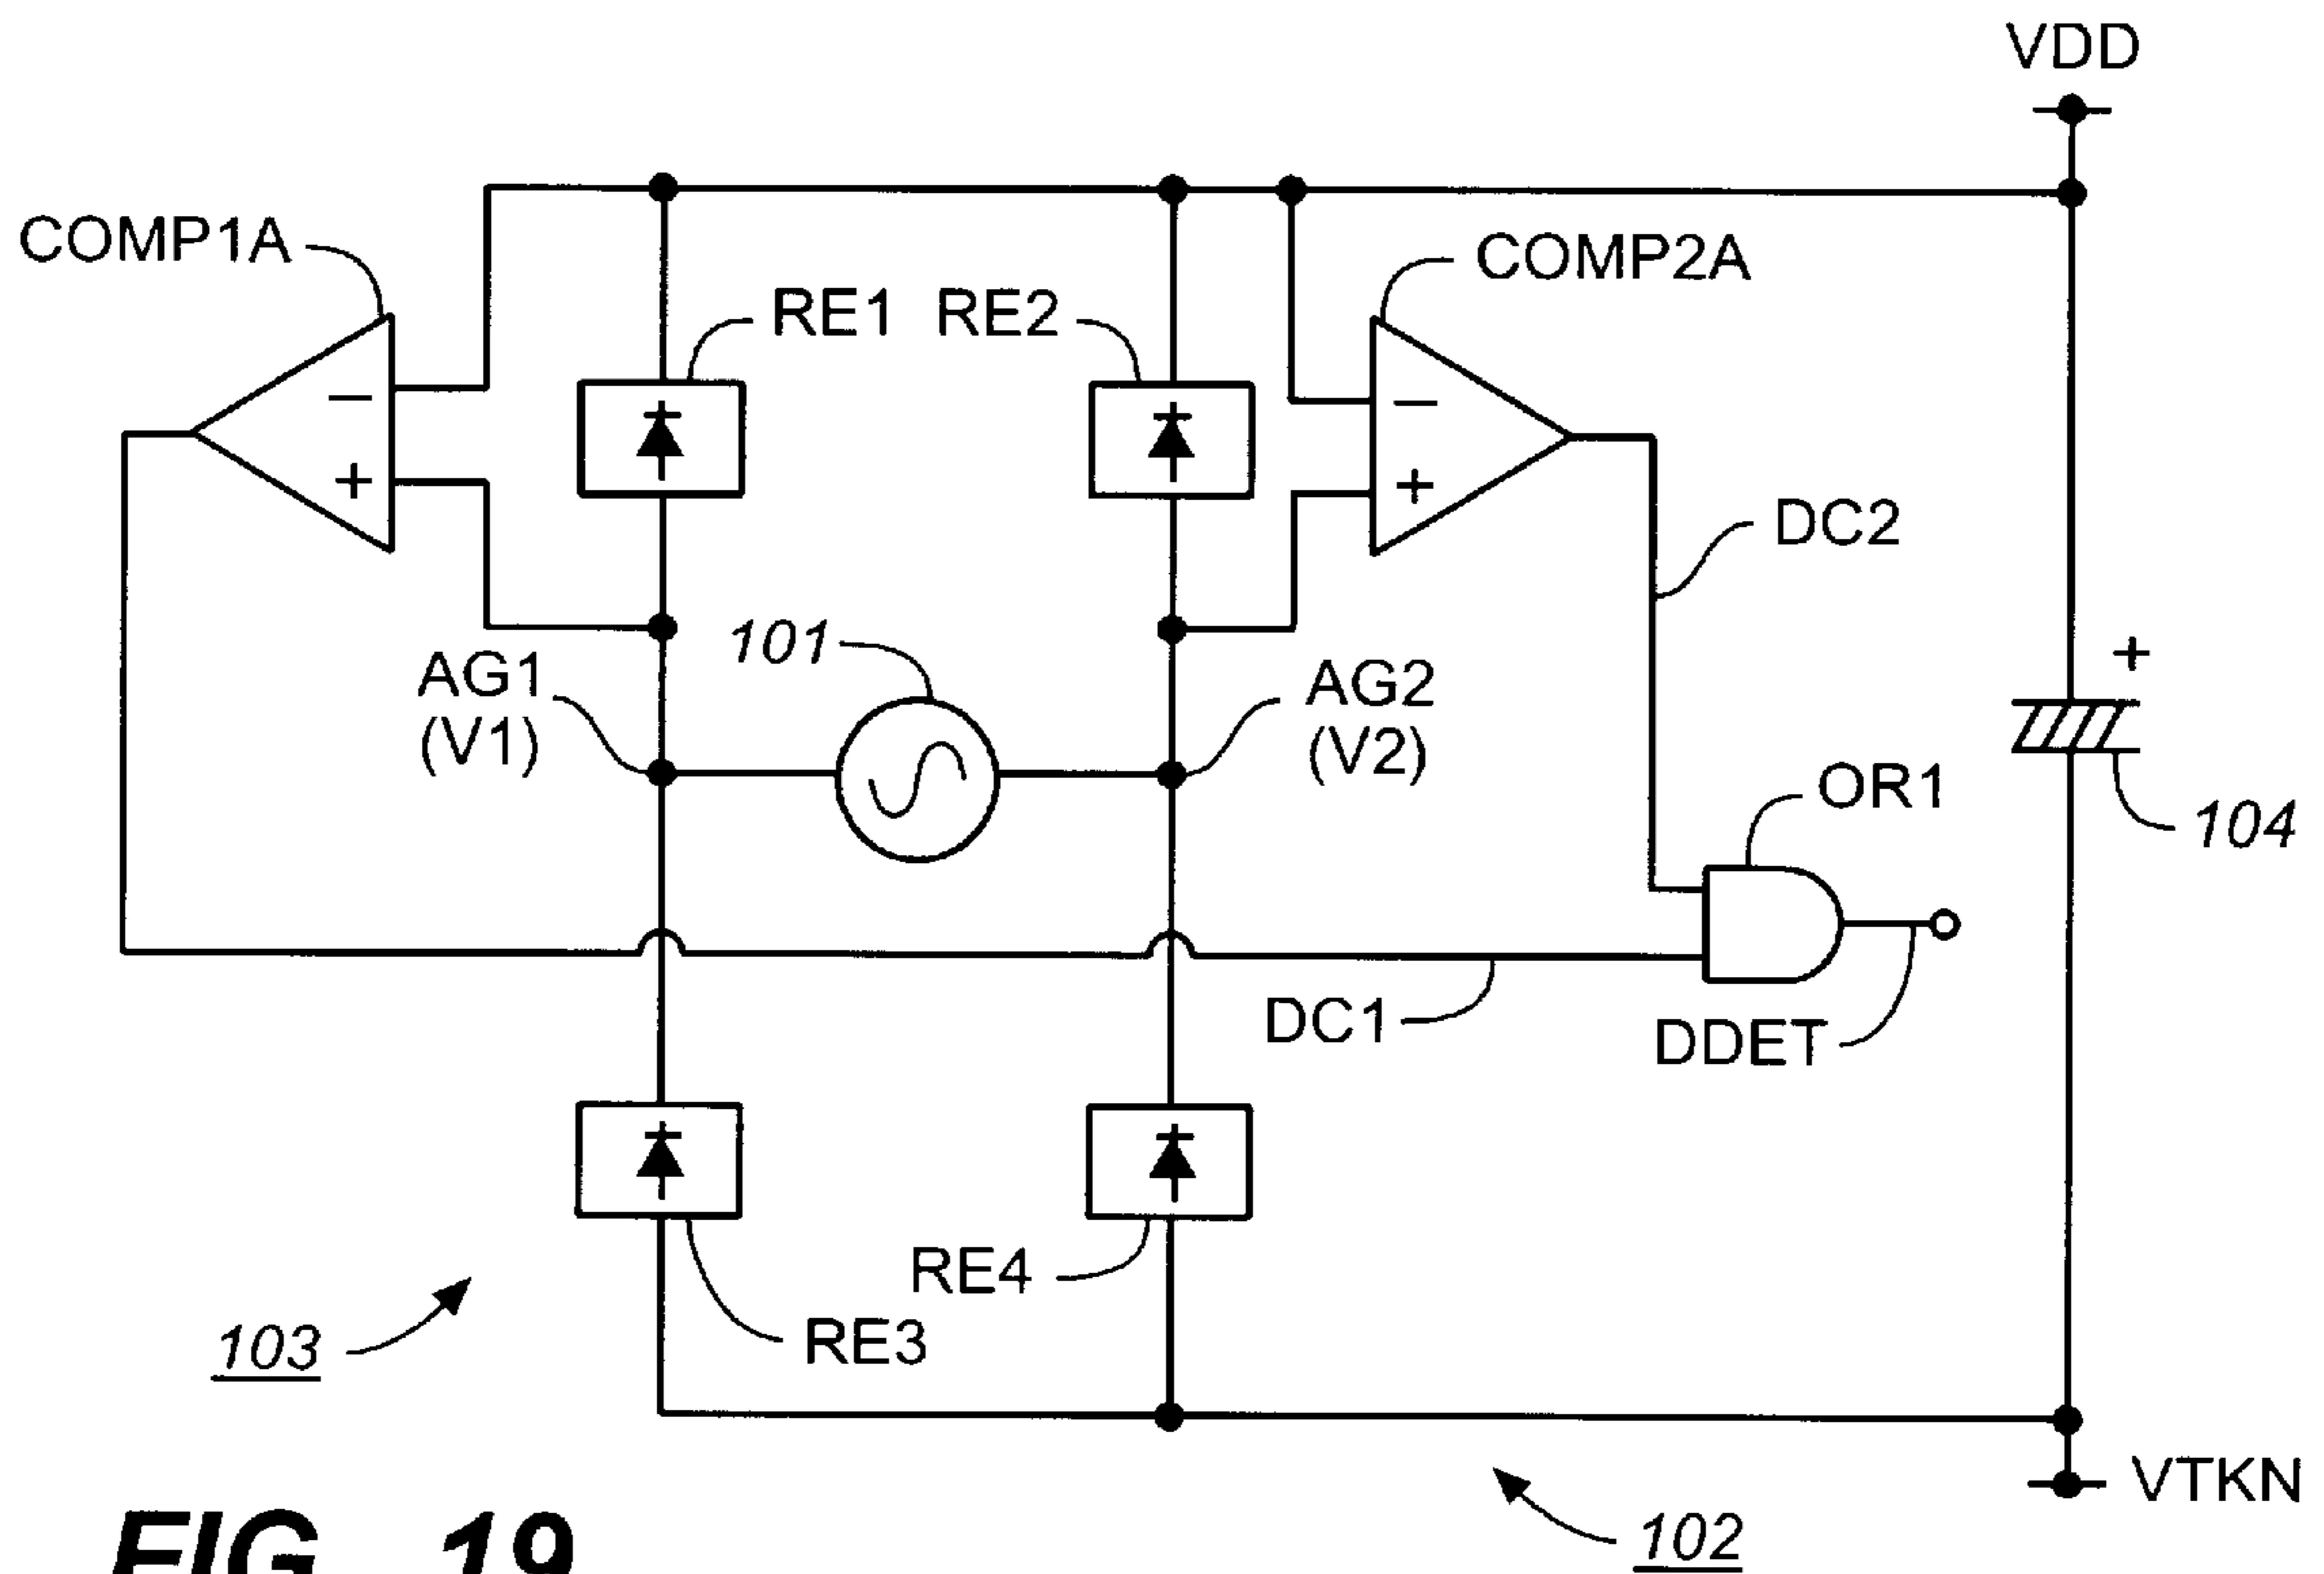 VDD
COMP1A
COMP2A
RE1
RE2
−
+
−
+
DC2
101
+
AG1
(V1)
AG2
(V2)
OR1
104
DC1
DDET
RE4
RE3
103
VTKN
102
FIG._19